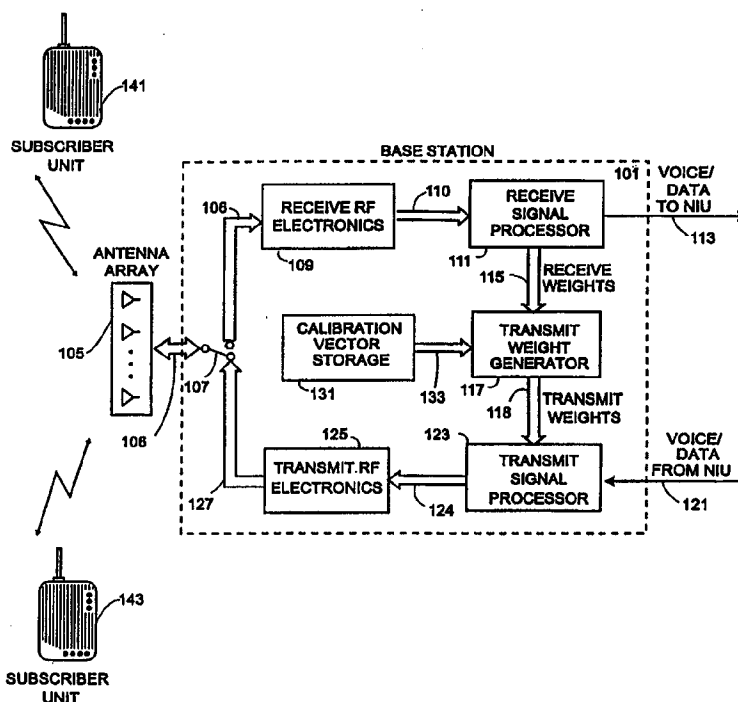 141
SUBSCRIBER
UNIT
BASE STATION
101
VOICE/
DATA
TO NIU
113
106
RECEIVE RF
ELECTRONICS
109
110
RECEIVE
SIGNAL
PROCESSOR
111
115
RECEIVE
WEIGHTS
ANTENNA
ARRAY
105
106
107
CALIBRATION
VECTOR
STORAGE
131
133
TRANSMIT
WEIGHT
GENERATOR
117
118
TRANSMIT
WEIGHTS
125
TRANSMIT.RF
ELECTRONICS
127
124
123
TRANSMIT
SIGNAL
PROCESSOR
VOICE/
DATA
FROM NIU
121
143
SUBSCRIBER
UNIT